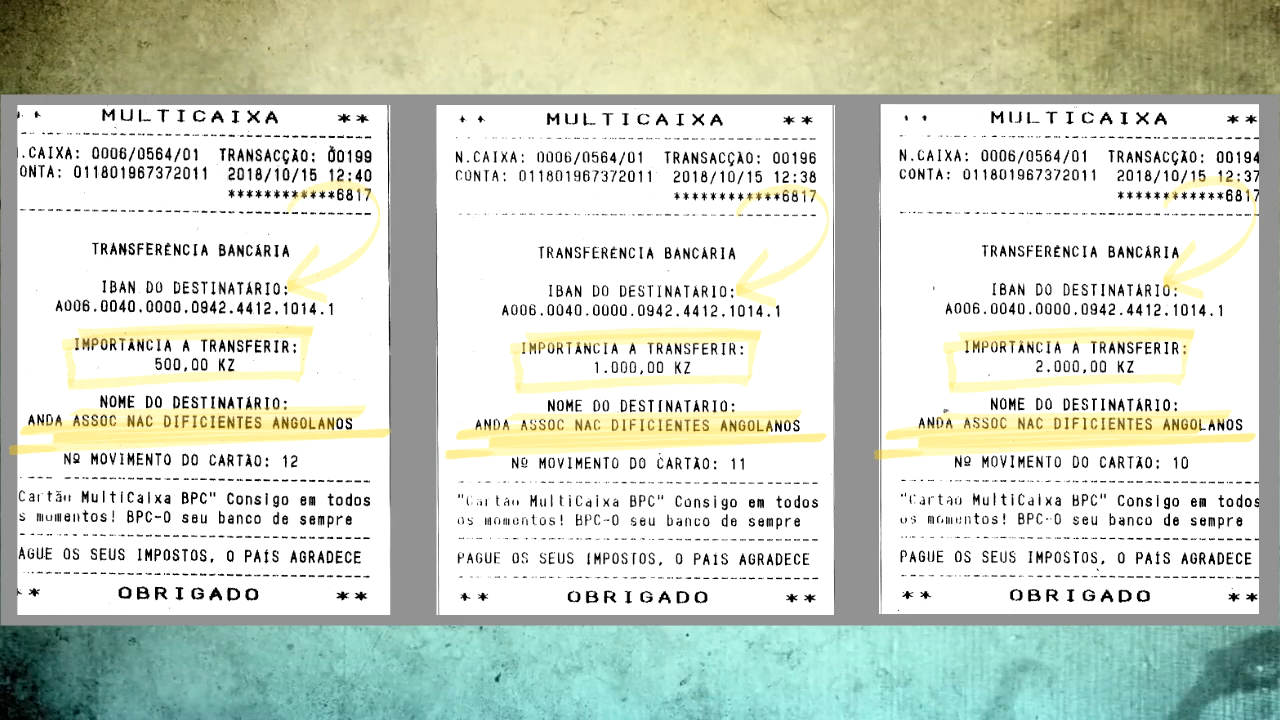 * * MULTICAIXA **
N.CAIXA: 0006/0564/01 TRANSACÇÃO: 00199
ONTA: 011801967372011 2018/10/15 12:40
************6817
TRANSFERÊNCIA BANCÁRIA
IBAN DO DESTINATÁRIO:
AO06.0040.0000.0942.4412.1014.1
IMPORTÂNCIA A TRANSFERIR:
500,00 KZ
NOME DO DESTINATÁRIO:
ANDA ASSOC NAC DIFICIENTES ANGOLANOS
Nº MOVIMENTO DO CARTÃO: 12
Cartão MultiCaixa BPC" Consigo em todos
s momentos! BPC-O seu banco de sempre
AGUE OS SEUS IMPOSTOS, O PAÍS AGRADECE
** OBRIGADO **
* * MULTICAIXA **
N.CAIXA: 0006/0564/01 TRANSACÇÃO: 00196
CONTA: 011801967372011 2018/10/15 12:38
************6817
TRANSFERÊNCIA BANCÁRIA
IBAN DO DESTINATÁRIO:
AO06.0040.0000.0942.4412.1014.1
IMPORTÂNCIA A TRANSFERIR:
1.000,00 KZ
NOME DO DESTINATÁRIO:
ANDA ASSOC NAC DIFICIENTES ANGOLANOS
Nº MOVIMENTO DO CARTÃO: 11
"Cartão MultiCaixa BPC" Consigo em todos
os momentos! BPC-O seu banco de sempre
PAGUE OS SEUS IMPOSTOS, O PAÍS AGRADECE
** OBRIGADO **
* * MULTICAIXA **
N.CAIXA: 0006/0564/01 TRANSACÇÃO: 00194
CONTA: 011801967372011 2018/10/15 12:37
************6817
TRANSFERÊNCIA BANCÁRIA
IBAN DO DESTINATÁRIO:
AO06.0040.0000.0942.4412.1014.1
IMPORTÂNCIA A TRANSFERIR:
2.000,00 KZ
NOME DO DESTINATÁRIO:
ANDA ASSOC NAC DIFICIENTES ANGOLANOS
Nº MOVIMENTO DO CARTÃO: 10
"Cartão MultiCaixa BPC" Consigo em todos
os momentos! BPC-O seu banco de sempre
PAGUE OS SEUS IMPOSTOS, O PAÍS AGRADECE
** OBRIGADO **